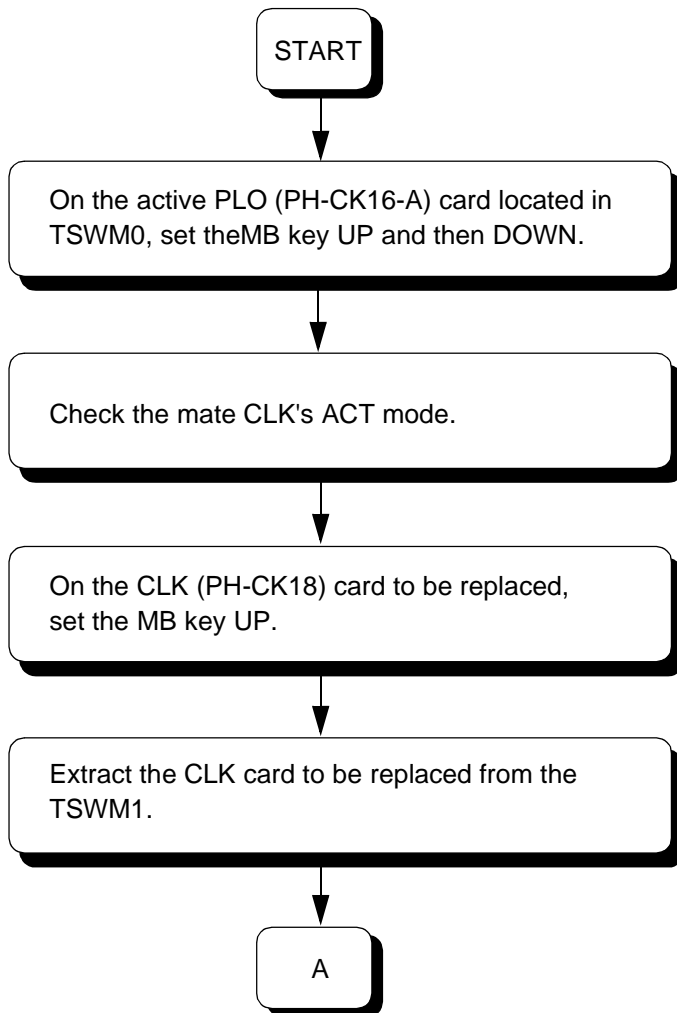 START
On the active PLO (PH-CK16-A) card located in
TSWM0, set theMB key UP and then DOWN.
Check the mate CLK's ACT mode.
On the CLK (PH-CK18) card to be replaced,
set the MB key UP.
Extract the CLK card to be replaced from the
TSWM1.
A